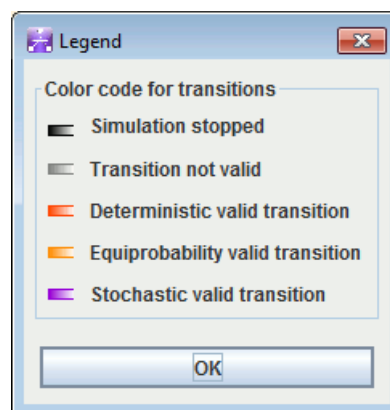 Legend
Color code for transitions
Simulation stopped
Transition not valid
Deterministic valid transition
Equiprobability valid transition
Stochastic valid transition
OK